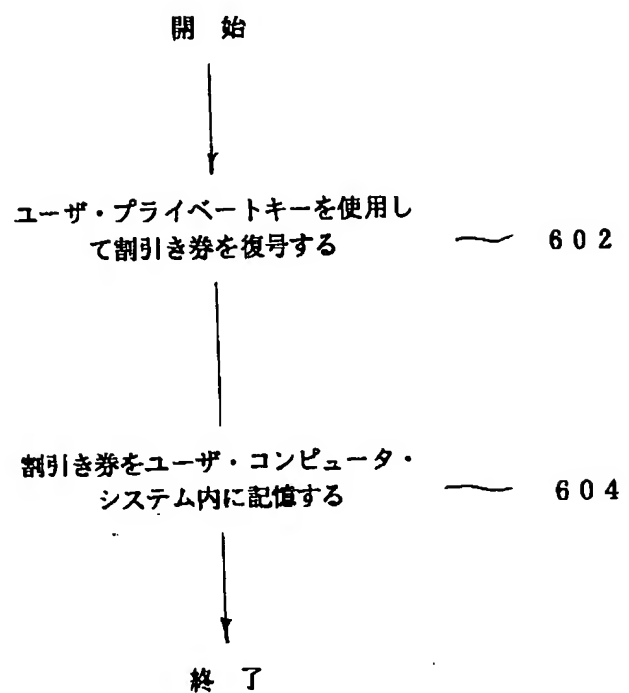 開 始
ユーザ・プライベートキーを使用し
て割引き券を復号する
602
割引き券をユーザ・コンピュータ・
システム内に記憶する
604
終 了